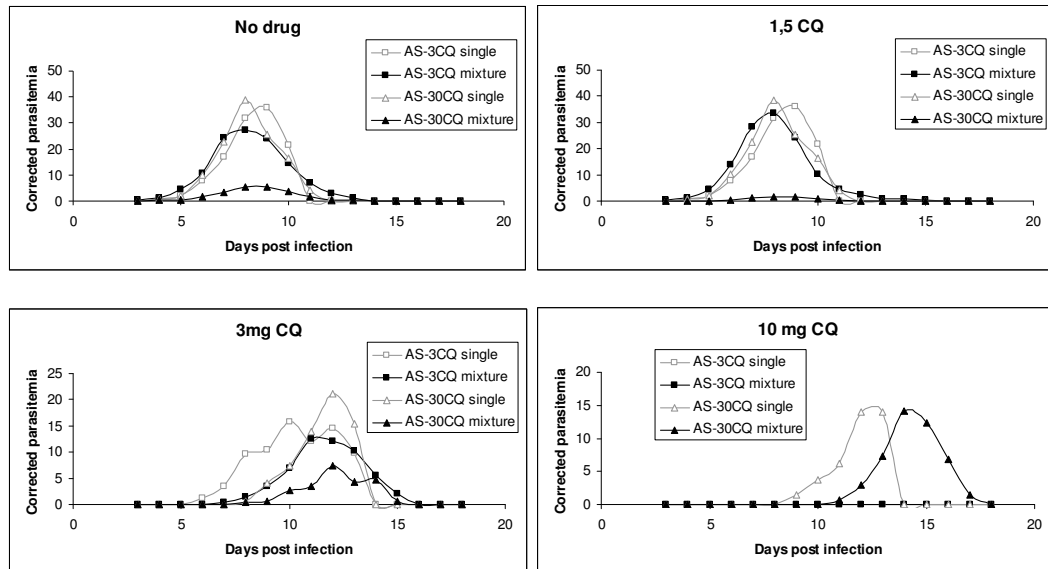 No drug
AS-3CQ single
AS-3CQ mixture
AS-30CQ single
AS-30CQ mixture
Corrected parasitemia
50
40
30
20
10
0
0 5 10 15 20
Days post infection
1,5 CQ
AS-3CQ single
AS-3CQ mixture
AS-30CQ single
AS-30CQ mixture
Corrected parasitemia
50
40
30
20
10
0
0 5 10 15 20
Days post infection
3mg CQ
AS-3CQ single
AS-3CQ mixture
AS-30CQ single
AS-30CQ mixture
Corrected parasitemia
25
20
15
10
5
0
0 5 10 15 20
Days post infection
10 mg CQ
AS-3CQ single
AS-3CQ mixture
AS-30CQ single
AS-30CQ mixture
Corrected parasitemia
20
15
10
5
0
0 5 10 15 20
Days post infection